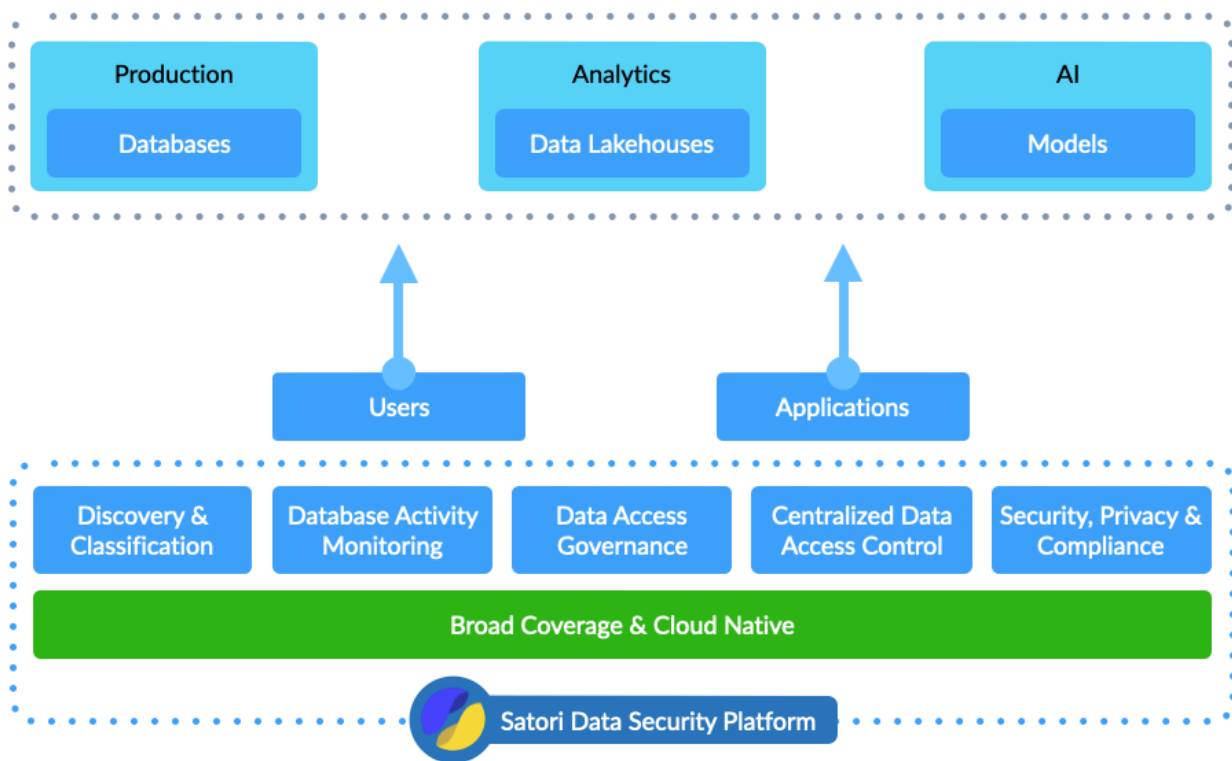 Production
Analytics
AI
Databases
Data Lakehouses
Models
Users
Applications
Discovery &
Classification
Database Activity
Monitoring
Data Access
Governance
Centralized Data
Access Control
Security, Privacy &
Compliance
Broad Coverage & Cloud Native
Satori Data Security Platform